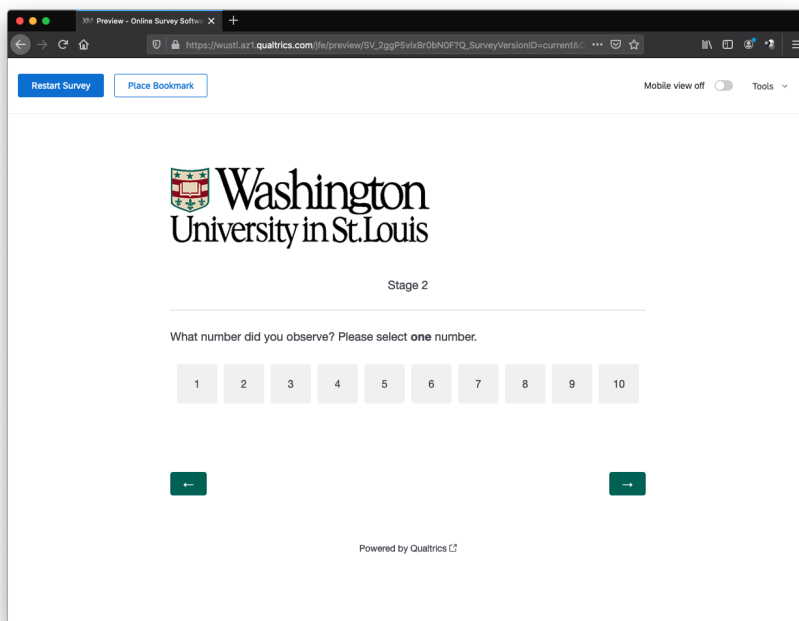 Preview - Online Survey Softwa
https://wustl.az1.qualtrics.com/jfe/preview/SV_2ggP5vixBr0bN0F?Q_SurveyVersionID=current&Q
Restart Survey
Place Bookmark
Mobile view off
Tools
Washington
University in St.Louis
Stage 2
What number did you observe? Please select one number.
1 2 3 4 5 6 7 8 9 10
← →
Powered by Qualtrics